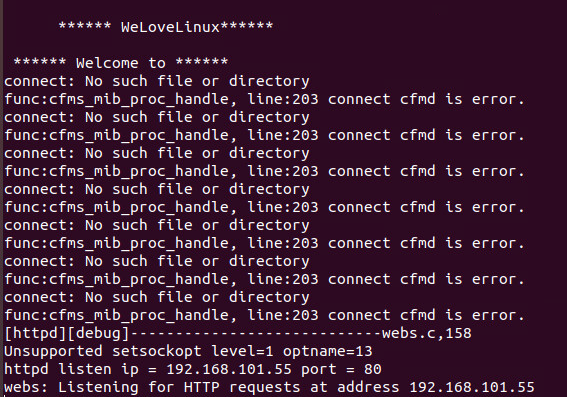 ****** WeLoveLinux******
****** Welcome to ******
connect: No such file or directory
func:cfms_mib_proc_handle, line:203 connect cfmd is error.
connect: No such file or directory
func:cfms_mib_proc_handle, line:203 connect cfmd is error.
connect: No such file or directory
func:cfms_mib_proc_handle, line:203 connect cfmd is error.
connect: No such file or directory
func:cfms_mib_proc_handle, line:203 connect cfmd is error.
connect: No such file or directory
func:cfms_mib_proc_handle, line:203 connect cfmd is error.
connect: No such file or directory
func:cfms_mib_proc_handle, line:203 connect cfmd is error.
connect: No such file or directory
func:cfms_mib_proc_handle, line:203 connect cfmd is error.
[httpd][debug]----------------------------webs.c,158
Unsupported setsockopt level=1 optname=13
httpd listen ip = 192.168.101.55 port = 80
webs: Listening for HTTP requests at address 192.168.101.55